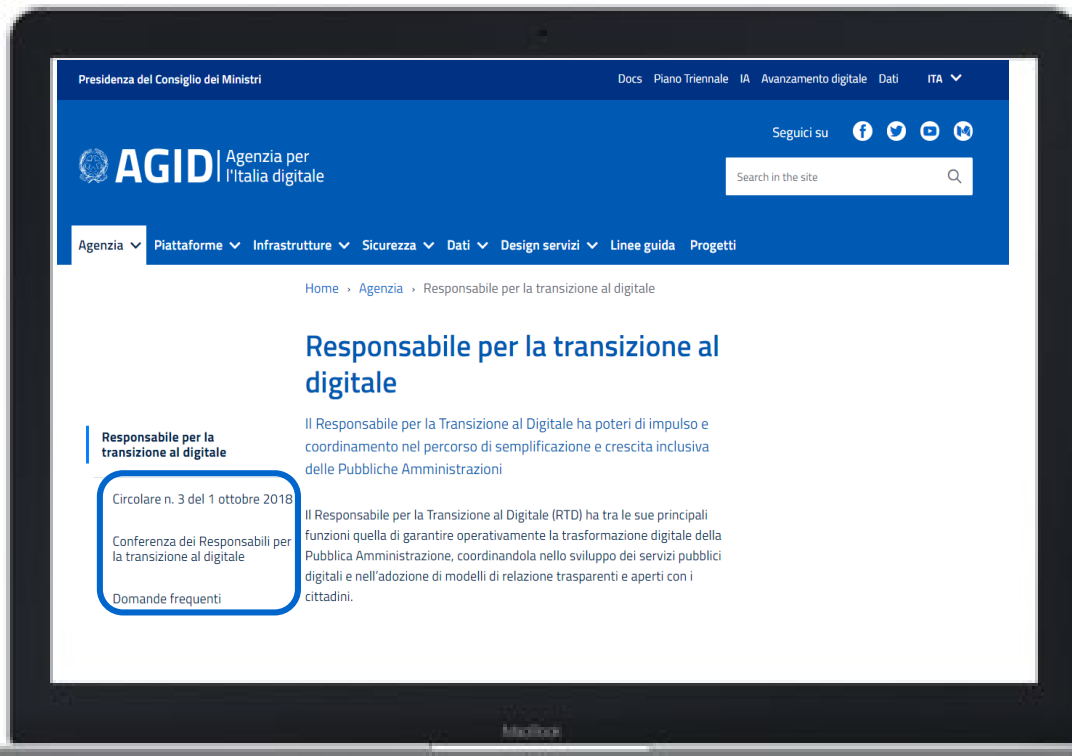 Presidenza del Consiglio dei Ministri
Docs Piano Triennale IA Avanzamento digitale Dati ITA
Seguici su
AGID Agenzia per
l'Italia digitale
Search in the site
Agenzia Piattaforme Infrastrutture Sicurezza Dati Design servizi Linee guida Progetti
Home › Agenzia › Responsabile per la transizione al digitale
Responsabile per la transizione al
digitale
Il Responsabile per la Transizione al Digitale ha poteri di impulso e
coordinamento nel percorso di semplificazione e crescita inclusiva
delle Pubbliche Amministrazioni
Responsabile per la
transizione al digitale
Circolare n. 3 del 1 ottobre 2018
Conferenza dei Responsabili per
la transizione al digitale
Domande frequenti
Il Responsabile per la Transizione al Digitale (RTD) ha tra le sue principali
funzioni quella di garantire operativamente la trasformazione digitale della
Pubblica Amministrazione, coordinandola nello sviluppo dei servizi pubblici
digitali e nell'adozione di modelli di relazione trasparenti e aperti con i
cittadini.
MacBook